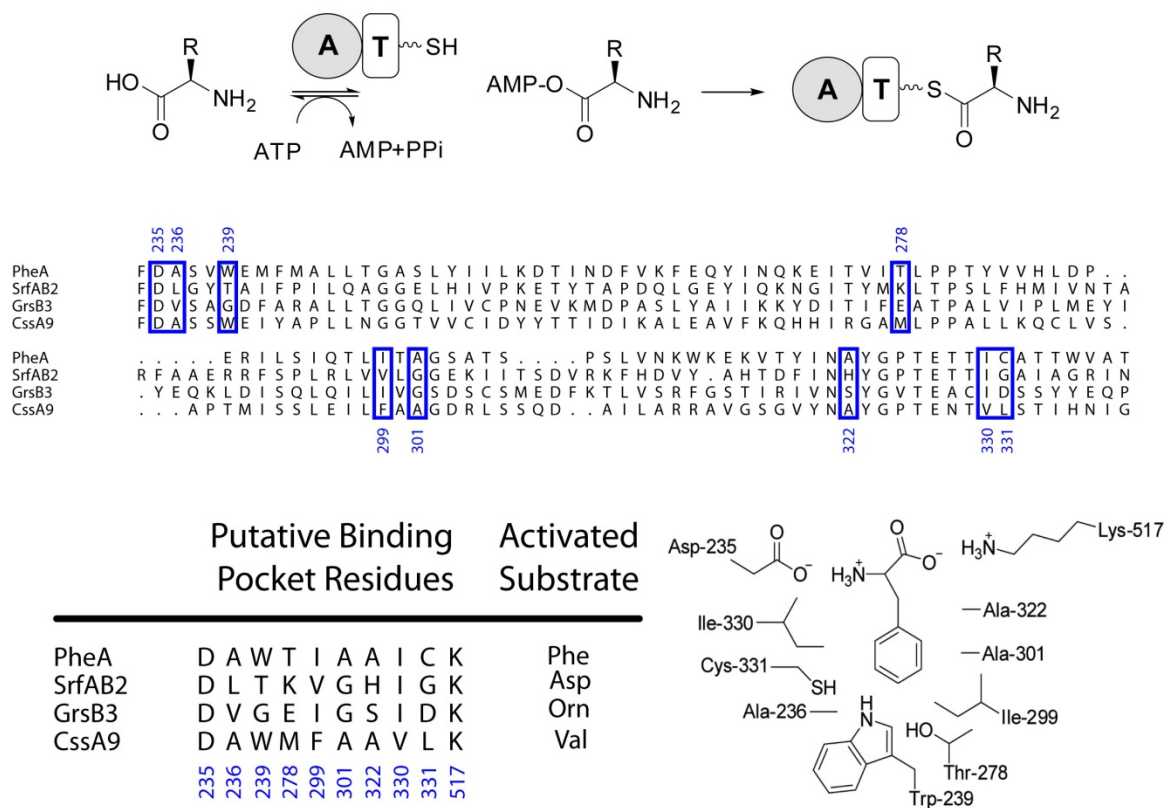 R
HO
NH2
O
A T SH
ATP AMP+PPi
AMP-O
R
NH2
O
A T S
R
NH2
O
235 236 239 278
PheA F D A S V W E M F M A L L T G A S L Y I I L K D T I N D F V K F E Q Y I N Q K E I T V I T L P P T Y V V H L D P . .
SrfAB2 F D L G Y T A I F P I L Q A G G E L H I V P K E T Y T A P D Q L G E Y I Q K N G I T Y M K L T P S L F H M I V N T A
GrsB3 F D V S A G D F A R A L L T G G Q L I V C P N E V K M D P A S L Y A I I K K Y D I T I F E A T P A L V I P L M E Y I
CssA9 F D A S S W E I Y A P L L N G G T V V C I D Y Y T T I D I K A L E A V F K Q H H I R G A M L P P A L L K Q C L V S .
PheA . . . . . E R I L S I Q T L I T A G S A T S . . . . . P S L V N K W K E K V T Y I N A Y G P T E T T I C A T T W V A T
SrfAB2 R F A A E R R F S P L R L V V L G G E K I I T S D V R K F H D V Y . A H T D F I N H Y G P T E T T I G A I A G R I N
GrsB3 . Y E Q K L D I S Q L Q I L I V G S D S C S M E D F K T L V S R F G S T I R I V N S Y G V T E A C I D S S Y Y E Q P
CssA9 . . . A P T M I S S L E I L F A A G D R L S S Q D . . A I L A R R A V G S G V Y N A Y G P T E N T V L S T I H N I G
299 301 322 330 331
Putative Binding Pocket Residues
Activated Substrate
PheA D A W T I A A I C K Phe
SrfAB2 D L T K V G H I G K Asp
GrsB3 D V G E I G S I D K Orn
CssA9 D A W M F A A V L K Val
235 236 239 278 299 301 322 330 331 517
Asp-235
O
O−
H3N+
O
O−
H3N+
Lys-517
Ile-330
Ala-322
Cys-331
SH
Ala-301
Ala-236
H
N
Ile-299
HO
Thr-278
Trp-239